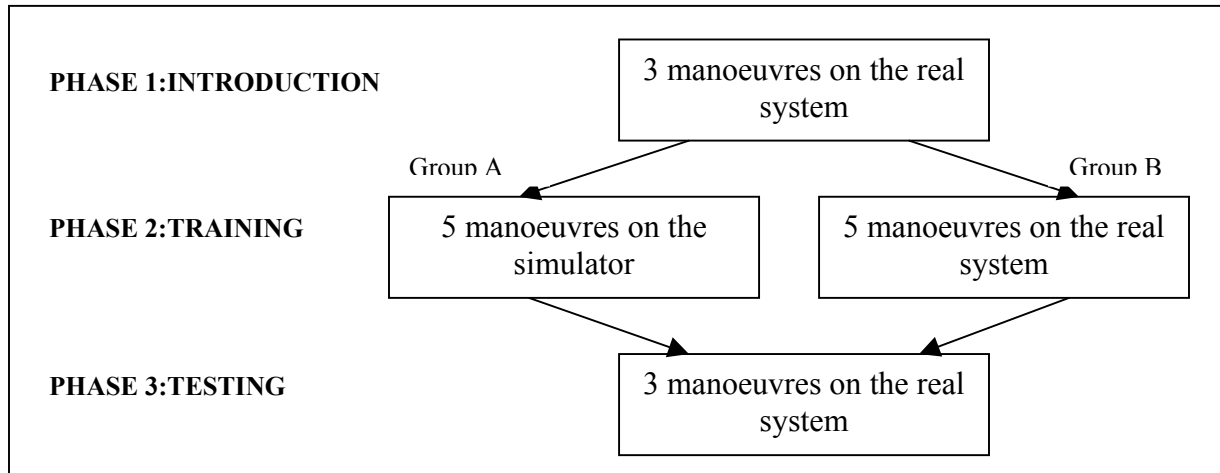 PHASE 1:INTRODUCTION
3 manoeuvres on the real
system
Group A
Group B
PHASE 2:TRAINING
5 manoeuvres on the
simulator
5 manoeuvres on the real
system
PHASE 3:TESTING
3 manoeuvres on the real
system